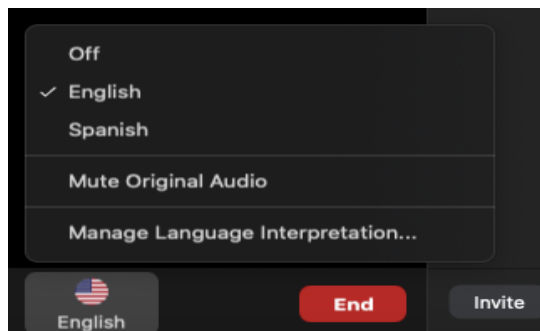 Off
English
Spanish
Mute Original Audio
Manage Language Interpretation...
English
End
Invite